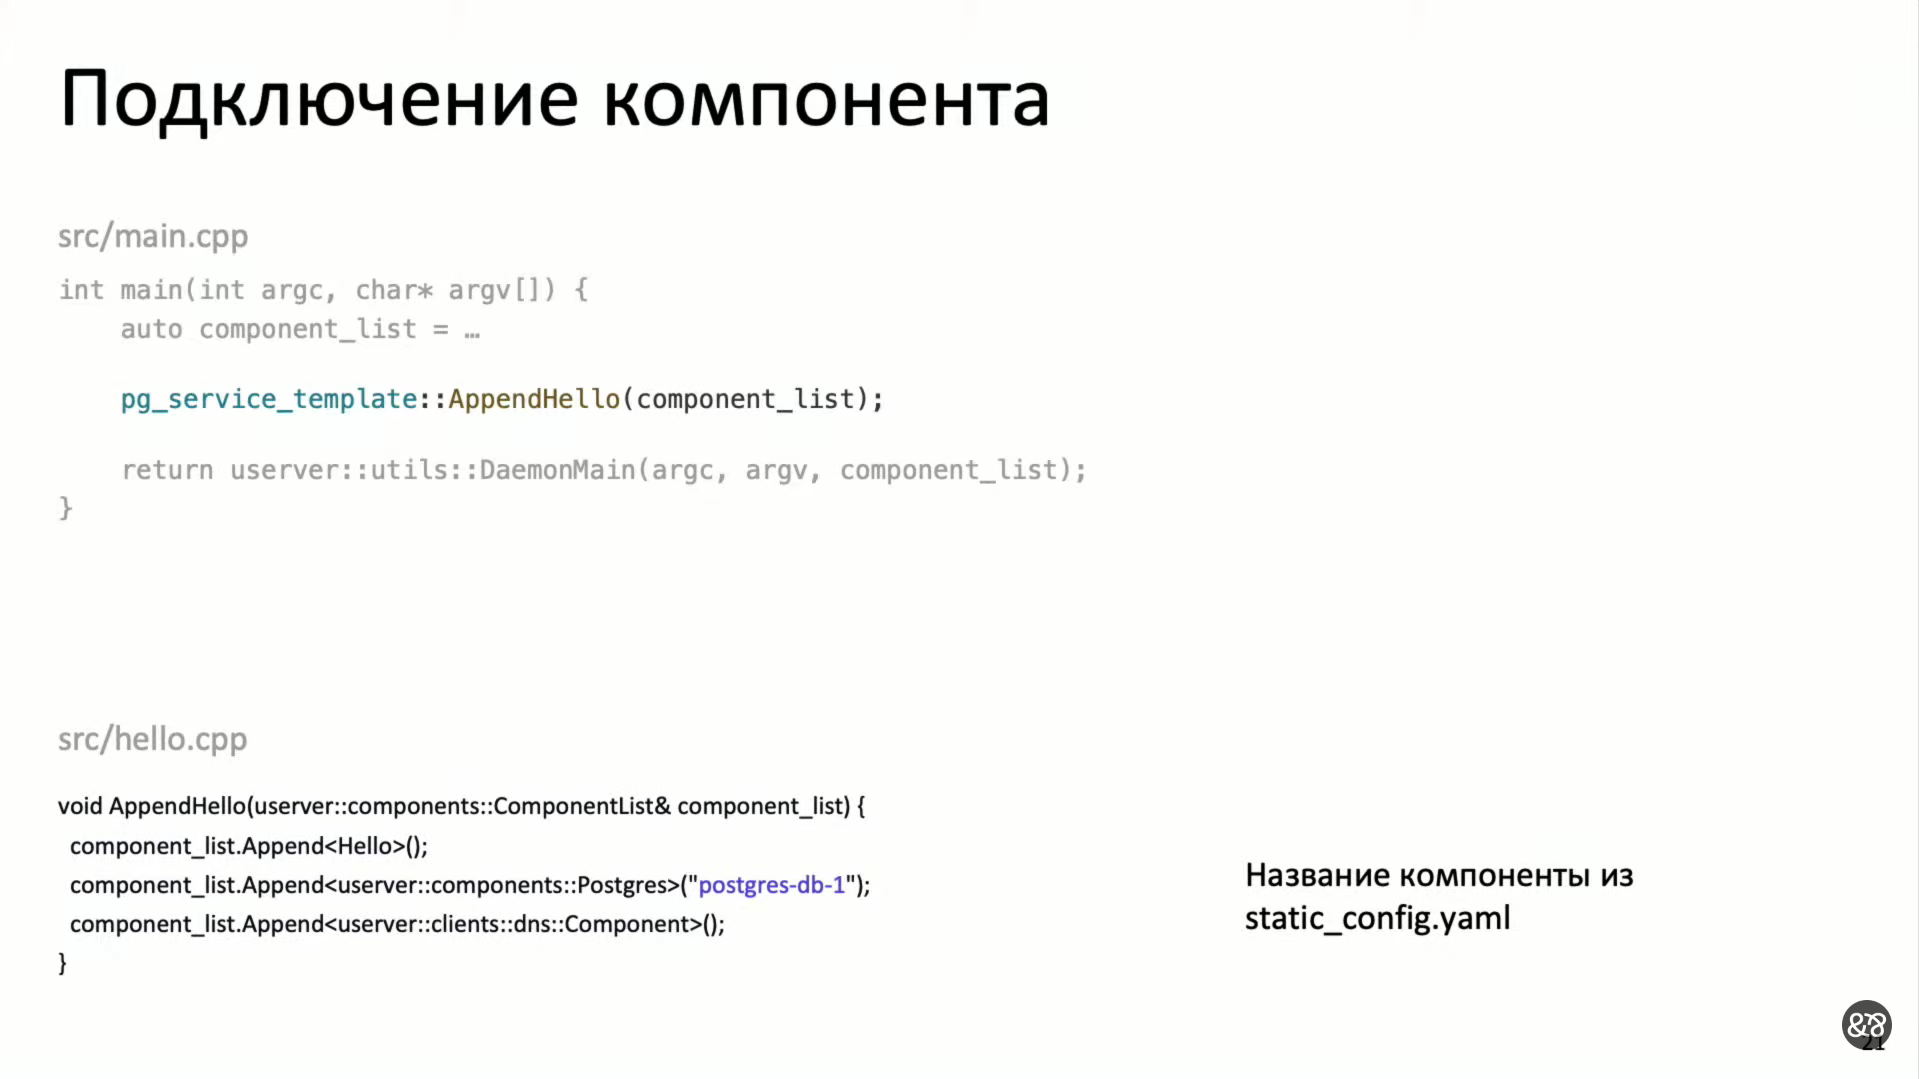 Подключение компонента
src/main.cpp
int main(int argc, char* argv[]) {
auto component_list = …
pg_service_template::AppendHello(component_list);
return userver::utils::DaemonMain(argc, argv, component_list);
}
src/hello.cpp
void AppendHello(userver::components::ComponentList& component_list) {
component_list.Append<Hello>();
component_list.Append<userver::components::Postgres>("postgres-db-1");
component_list.Append<userver::clients::dns::Component>();
}
Название компоненты из
static_config.yaml
21